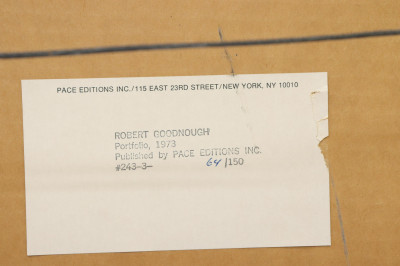 PACE EDITIONS INC./115 EAST 23RD STREET/NEW YORK, NY 10010
ROBERT GOODNOUGH
Portfolio, 1973
Published by PACE EDITIONS INC.
#243-3- 64/150